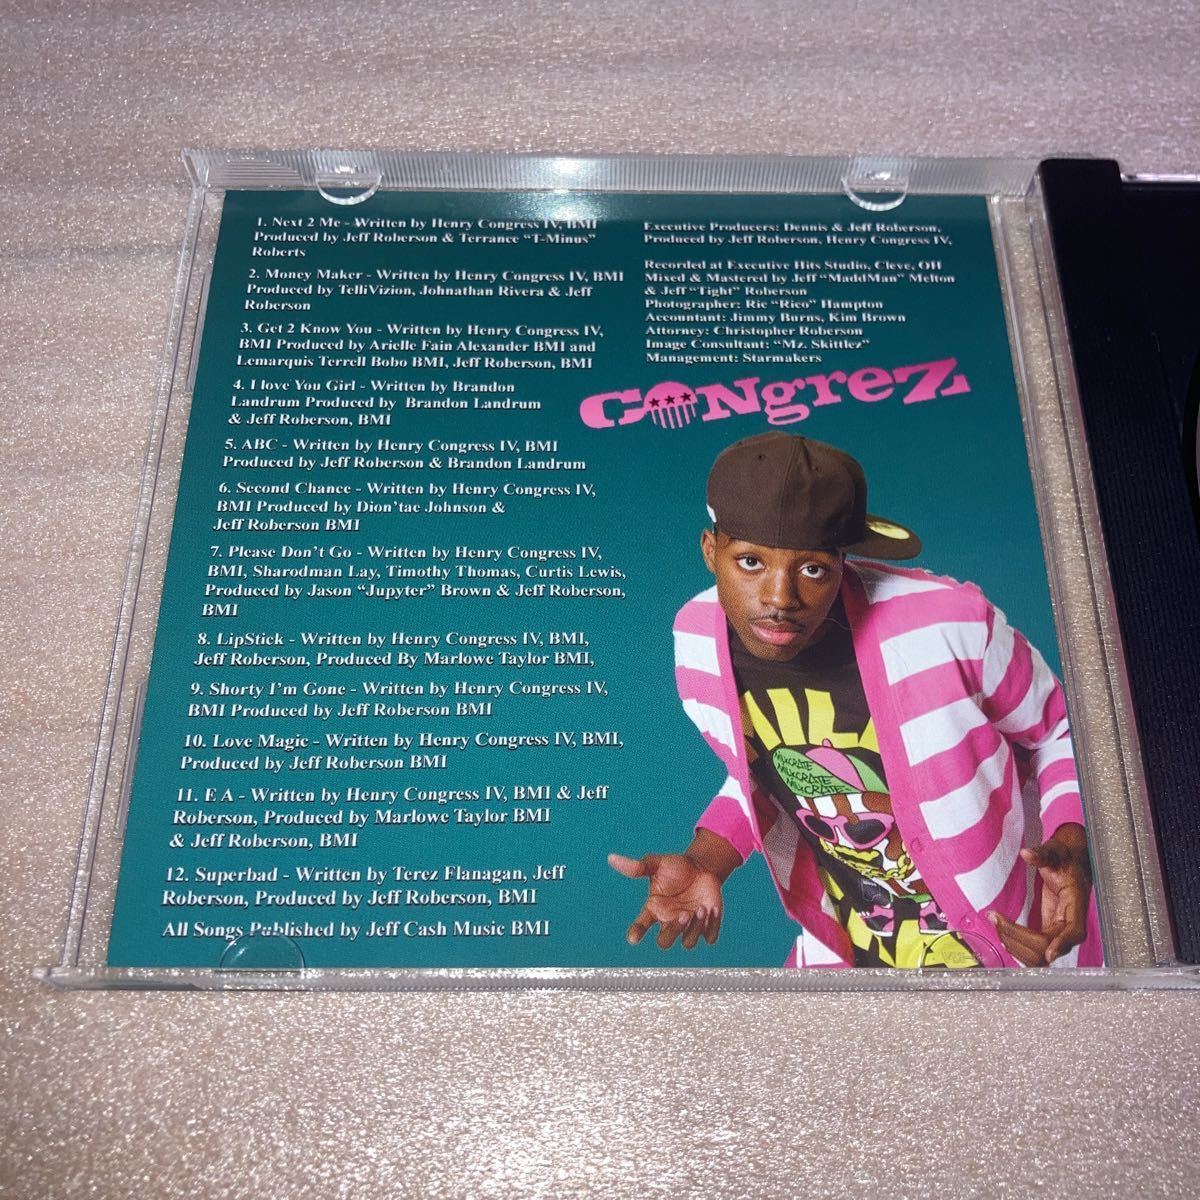 1. Next 2 Me - Written by Henry Congress IV, BMI
Produced by Jeff Roberson & Terrance "T-Minus"
Roberts
2. Money Maker - Written by Henry Congress IV, BMI
Produced by TelliVizion, Johnathan Rivera & Jeff
Roberson
3. Get 2 Know You - Written by Henry Congress IV,
BMI Produced by Arielle Fain Alexander BMI and
Lemarquis Terrell Bobo BMI, Jeff Roberson, BMI
4. I love You Girl - Written by Brandon
Landrum Produced by Brandon Landrum
& Jeff Roberson, BMI
5. ABC - Written by Henry Congress IV, BMI
Produced by Jeff Roberson & Brandon Landrum
6. Second Chance - Written by Henry Congress IV,
BMI Produced by Dion'tae Johnson &
Jeff Roberson BMI
7. Please Don't Go - Written by Henry Congress IV,
BMI, Sharodman Lay, Timothy Thomas, Curtis Lewis,
Produced by Jason "Jupyter" Brown & Jeff Roberson,
BMI
8. LipStick - Written by Henry Congress IV, BMI,
Jeff Roberson, Produced By Marlowe Taylor BMI,
9. Shorty I'm Gone - Written by Henry Congress IV,
BMI Produced by Jeff Roberson BMI
10. Love Magic - Written by Henry Congress IV, BMI,
Produced by Jeff Roberson BMI
11. E A - Written by Henry Congress IV, BMI & Jeff
Roberson, Produced by Marlowe Taylor BMI
& Jeff Roberson, BMI
12. Superbad - Written by Terez Flanagan, Jeff
Roberson, Produced by Jeff Roberson, BMI
All Songs Published by Jeff Cash Music BMI
Executive Producers: Dennis & Jeff Roberson,
Produced by Jeff Roberson, Henry Congress IV.
Recorded at Executive Hits Studio, Cleve, OH
Mixed & Mastered by Jeff "MaddMan" Melton
& Jeff "Tight" Roberson
Photographer: Ric "Rico" Hampton
Accountant: Jimmy Burns, Kim Brown
Attorney: Christopher Roberson
Image Consultant: "Mz. Skittlez"
Management: Starmakers
CONgreZ
MILKCRATE
MILKCRATE
MILKCRATE